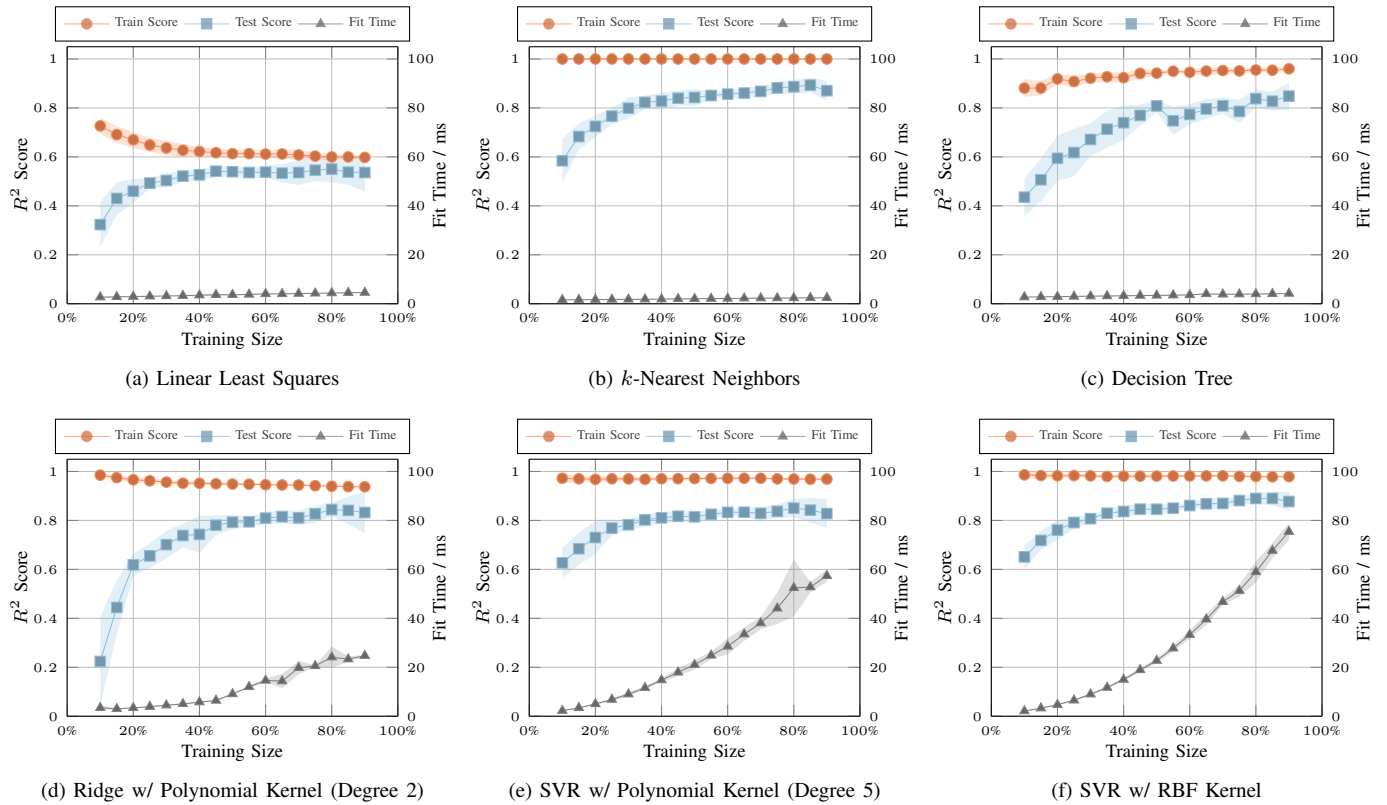 Train Score Test Score Fit Time
Train Score Test Score Fit Time
Train Score Test Score Fit Time
0% 20% 40% 60% 80% 100%
0
0.2
0.4
0.6
0.8
1
0
20
40
60
80
100
Training Size
R² Score
Fit Time / ms
(a) Linear Least Squares
0% 20% 40% 60% 80% 100%
0
0.2
0.4
0.6
0.8
1
0
20
40
60
80
100
Training Size
R² Score
Fit Time / ms
(b) k-Nearest Neighbors
0% 20% 40% 60% 80% 100%
0
0.2
0.4
0.6
0.8
1
0
20
40
60
80
100
Training Size
R² Score
Fit Time / ms
(c) Decision Tree
Train Score Test Score Fit Time
Train Score Test Score Fit Time
Train Score Test Score Fit Time
0% 20% 40% 60% 80% 100%
0
0.2
0.4
0.6
0.8
1
0
20
40
60
80
100
Training Size
R² Score
Fit Time / ms
(d) Ridge w/ Polynomial Kernel (Degree 2)
0% 20% 40% 60% 80% 100%
0
0.2
0.4
0.6
0.8
1
0
20
40
60
80
100
Training Size
R² Score
Fit Time / ms
(e) SVR w/ Polynomial Kernel (Degree 5)
0% 20% 40% 60% 80% 100%
0
0.2
0.4
0.6
0.8
1
0
20
40
60
80
100
Training Size
R² Score
Fit Time / ms
(f) SVR w/ RBF Kernel